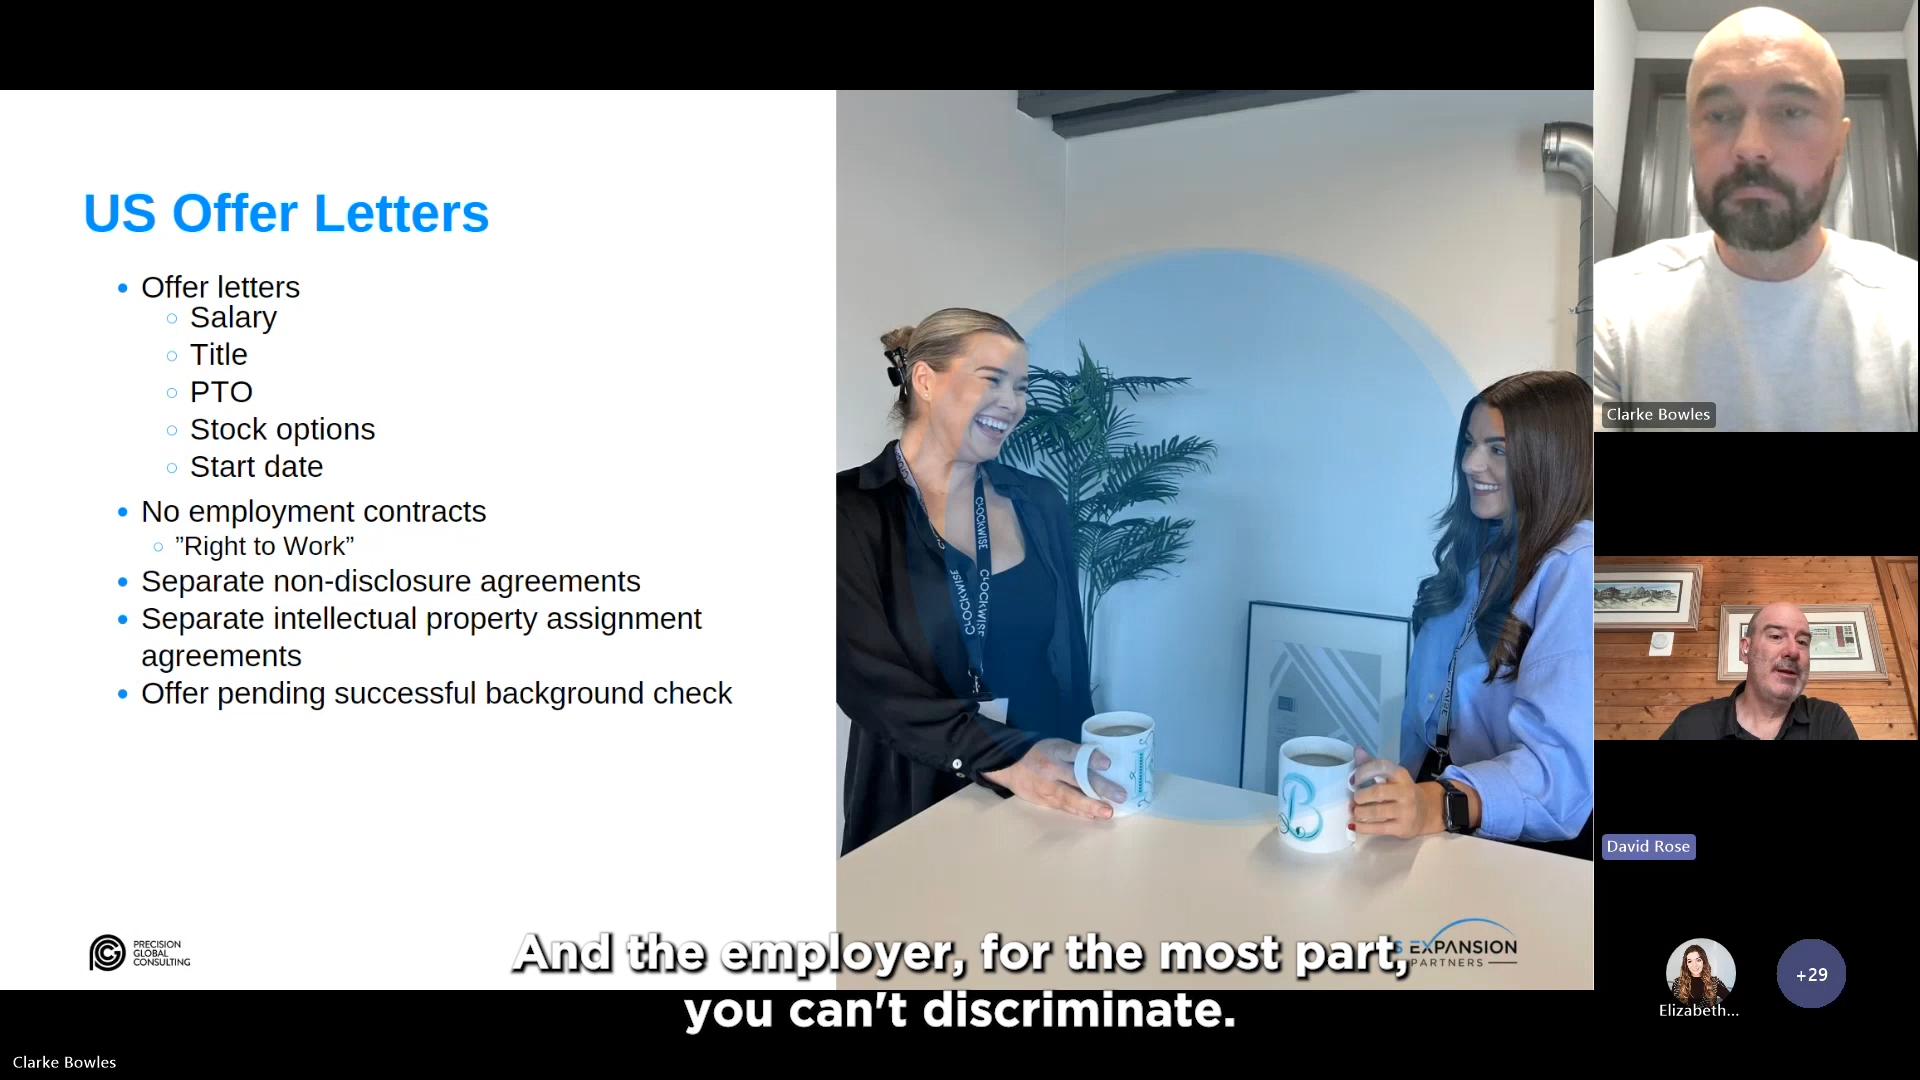 US Offer Letters
Offer letters
Salary
Title
PTO
Stock options
Start date
No employment contracts
”Right to Work”
Separate non-disclosure agreements
Separate intellectual property assignment
agreements
Offer pending successful background check
PRECISION
GLOBAL
CONSULTING
CLOCKWISE
CLOCKWISE
CLOCKWISE
B
EXPANSION
PARTNERS
And the employer, for the most part,
you can't discriminate.
Clarke Bowles
David Rose
Elizabeth...
+29
Clarke Bowles